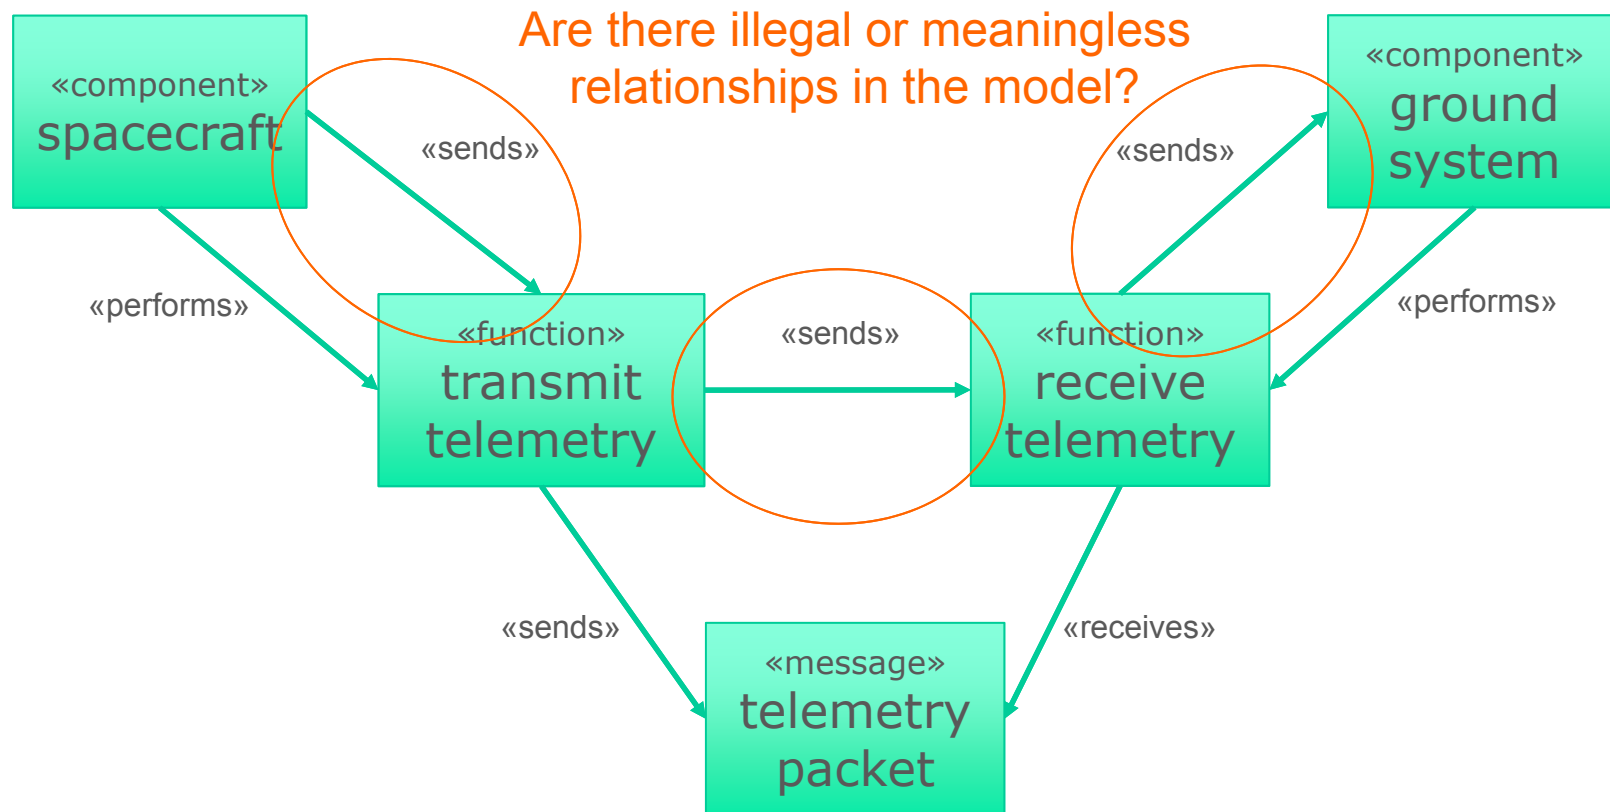 Are there illegal or meaningless
relationships in the model?
«component»
spacecraft
«sends»
«performs»
«component»
ground
system
«sends»
«performs»
«function»
transmit
telemetry
«sends»
«function»
receive
telemetry
«sends»
«receives»
«message»
telemetry
packet